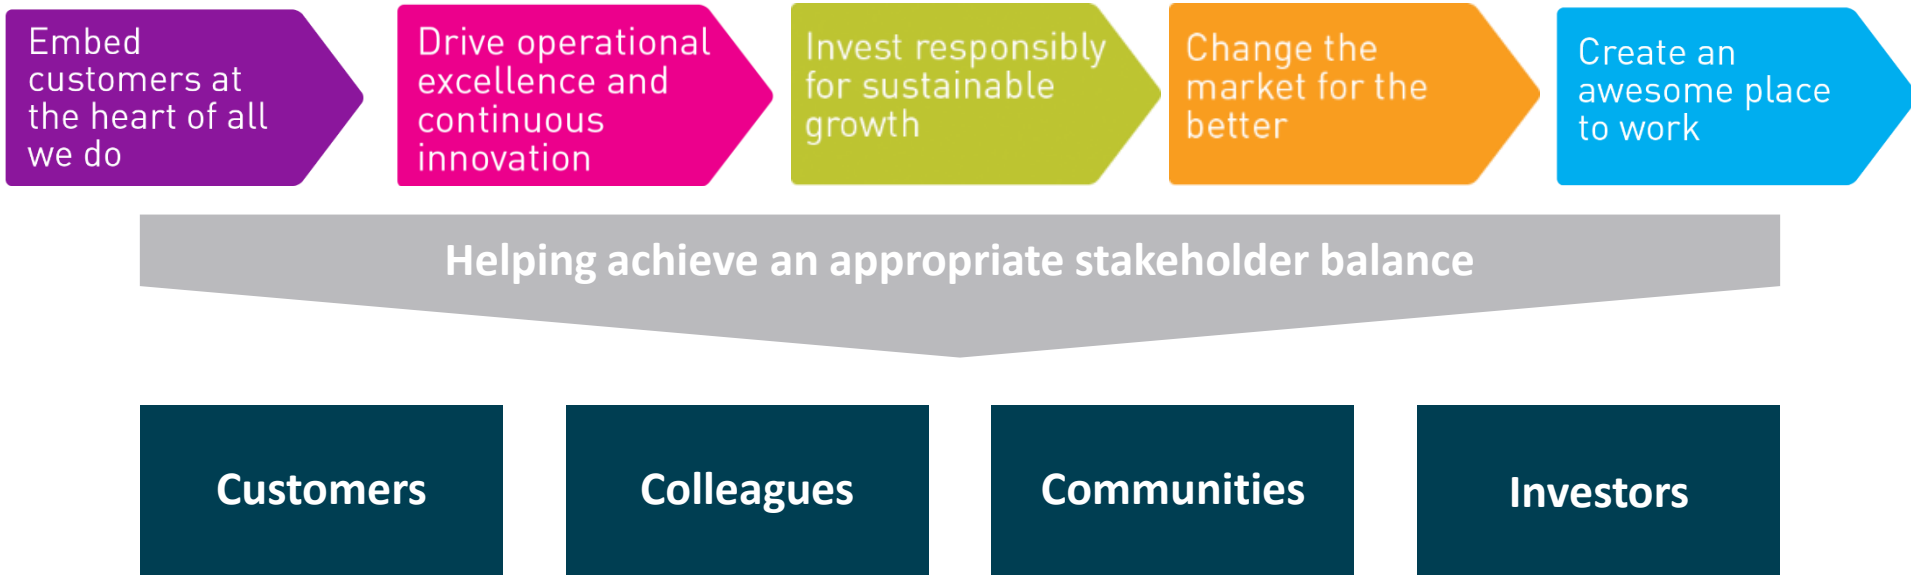 Embed
customers at
the heart of all
we do
Drive operational
excellence and
continuous
innovation
Invest responsibly
for sustainable
growth
Change the
market for the
better
Create an
awesome place
to work
Helping achieve an appropriate stakeholder balance
Customers
Colleagues
Communities
Investors